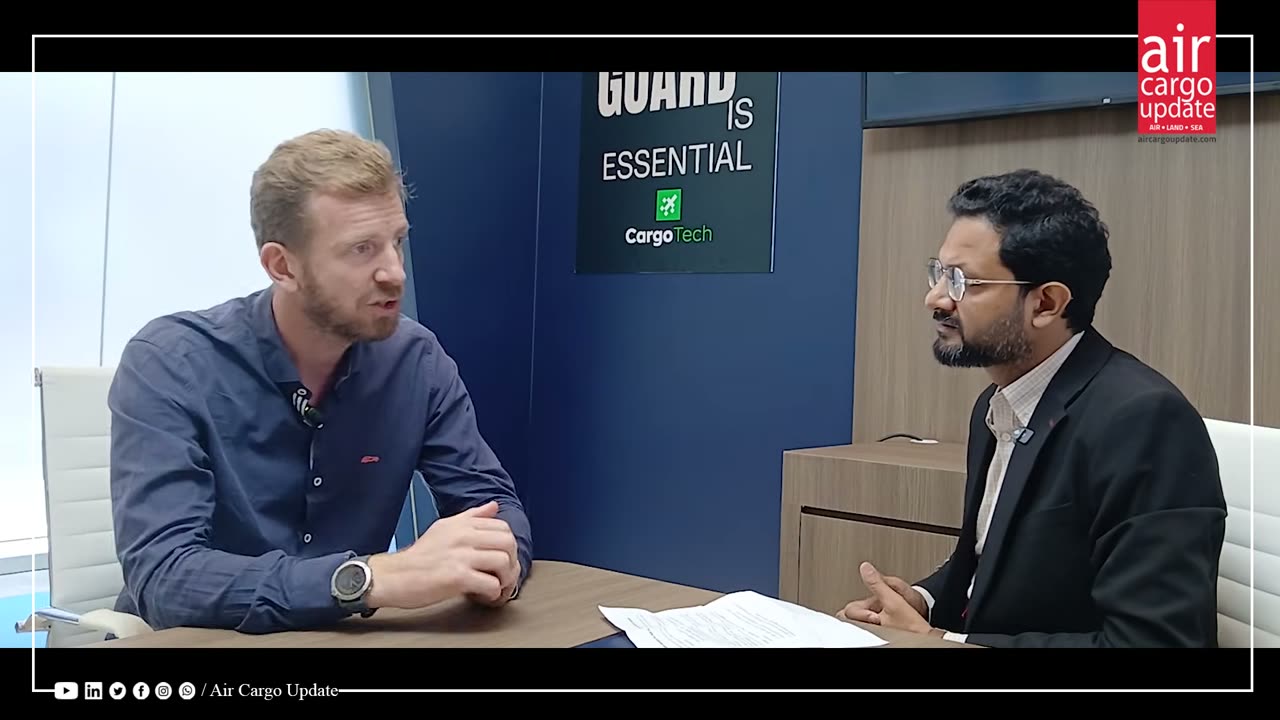 air
cargo
update
AIR • LAND • SEA
aircargoupdate.com
GUARD
IS
ESSENTIAL
CargoTech
/ Air Cargo Update